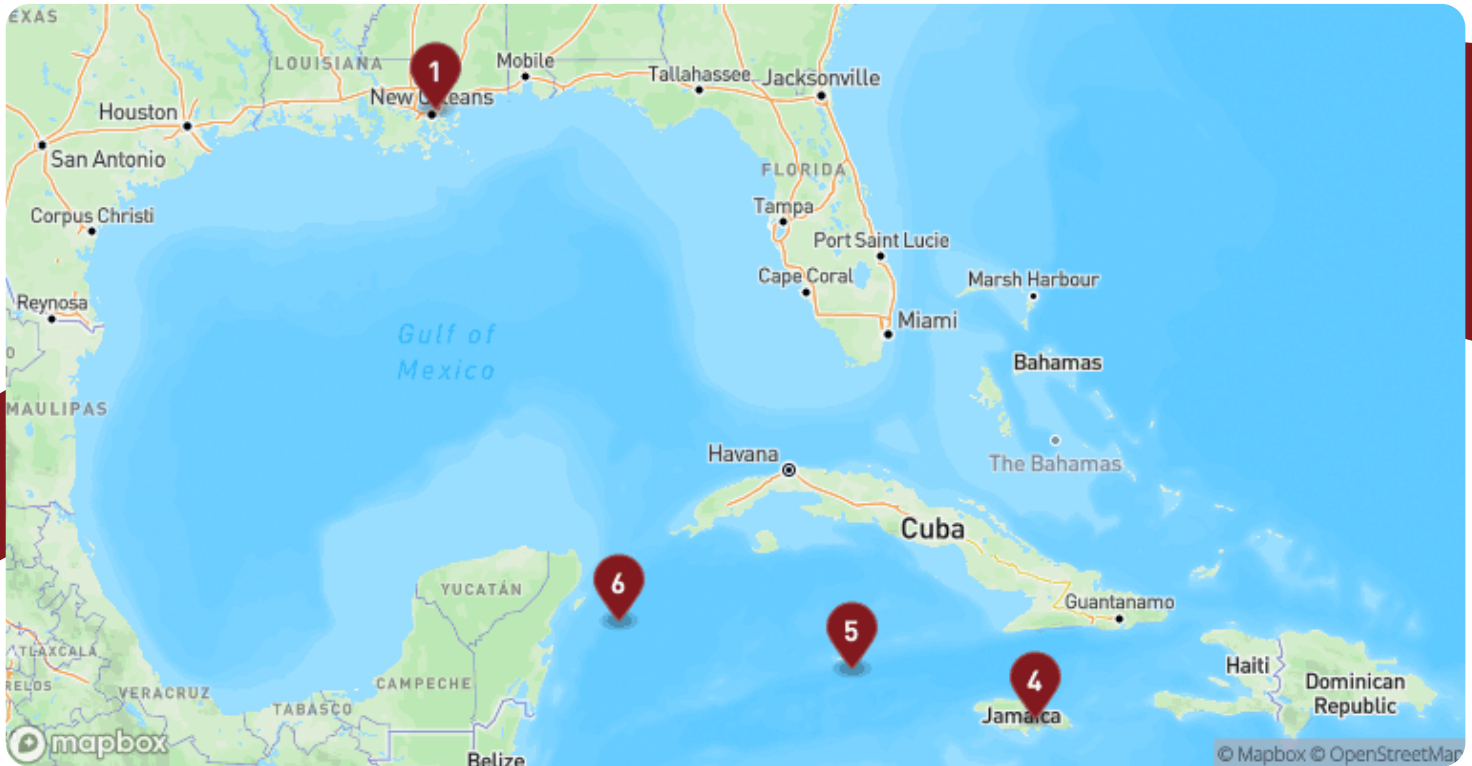 EXAS
LOUISIANA
1
Mobile
Tallahassee
Jacksonville
New Orleans
Houston
San Antonio
FLORIDA
Tampa
Corpus Christi
Port Saint Lucie
Cape Coral
Marsh Harbour
Reynosa
Miami
Gulf of
Mexico
O
Bahamas
MAULIPAS
Havana
The Bahamas
Cuba
6
YUCATÁN
Guantanamo
5
TLAXCALA
Haiti
4
Dominican
Republic
RELOS
VERACRUZ
CAMPECHE
TABASCO
Jamaica
mapbox
Belize
© Mapbox © OpenStreetMap